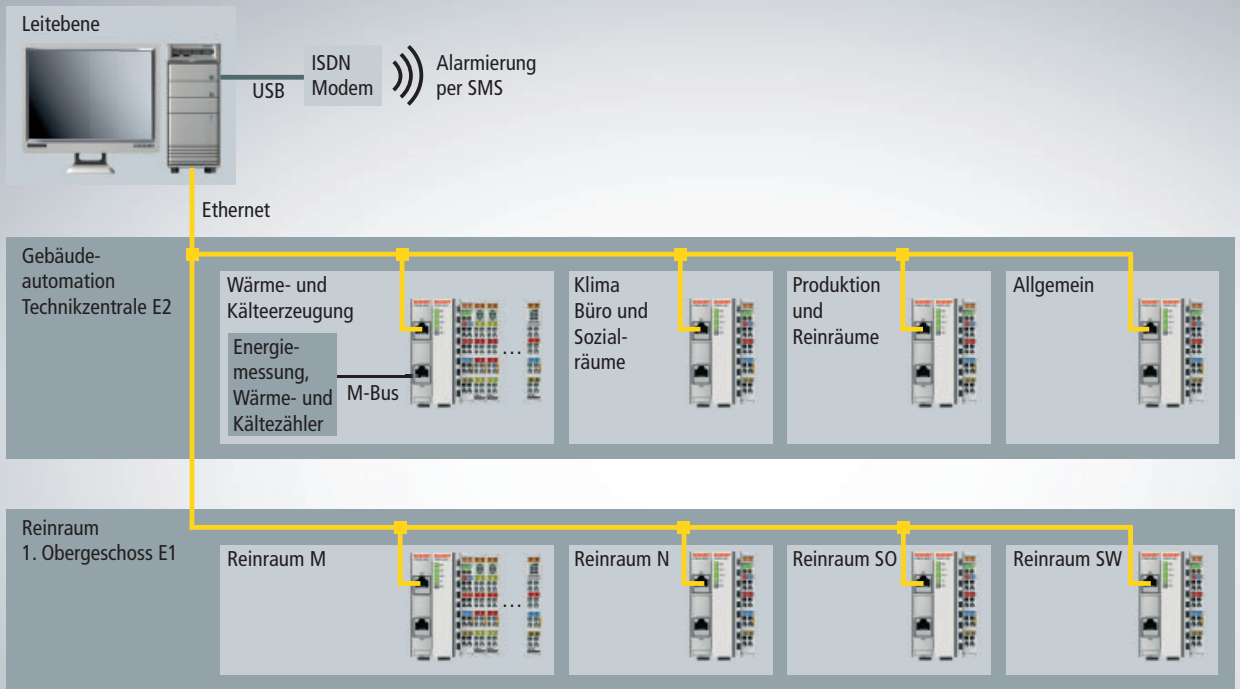 Leitebene
USB
ISDN
Modem
Alarmierung
per SMS
Ethernet
Gebäude-
automation
Technikzentrale E2
Wärme- und
Kälteerzeugung
Energie-
messung,
Wärme- und
Kältezähler
M-Bus
...
Klima
Büro und
Sozial-
räume
Produktion
und
Reinräume
Allgemein
Reinraum
1. Obergeschoss E1
Reinraum M
...
Reinraum N
Reinraum SO
Reinraum SW